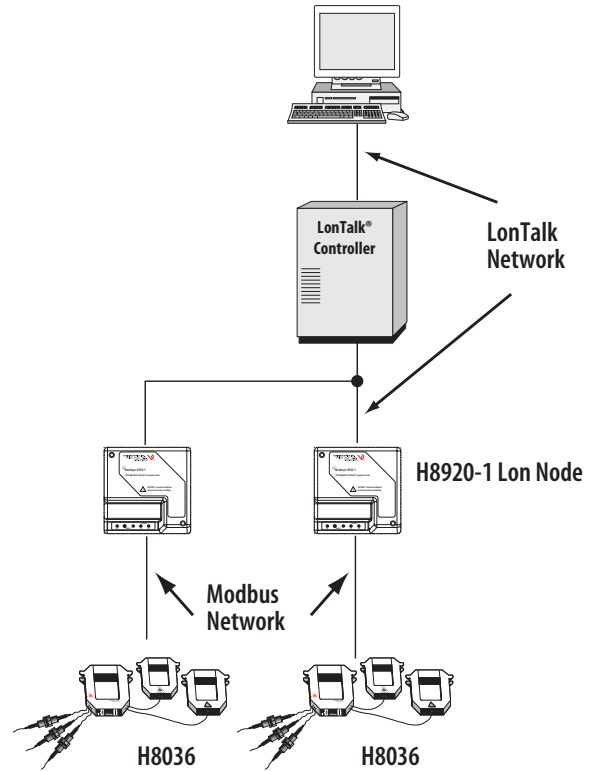 LonTalk®
Controller
LonTalk
Network
H8920-1 Lon Node
Modbus
Network
H8036
H8036